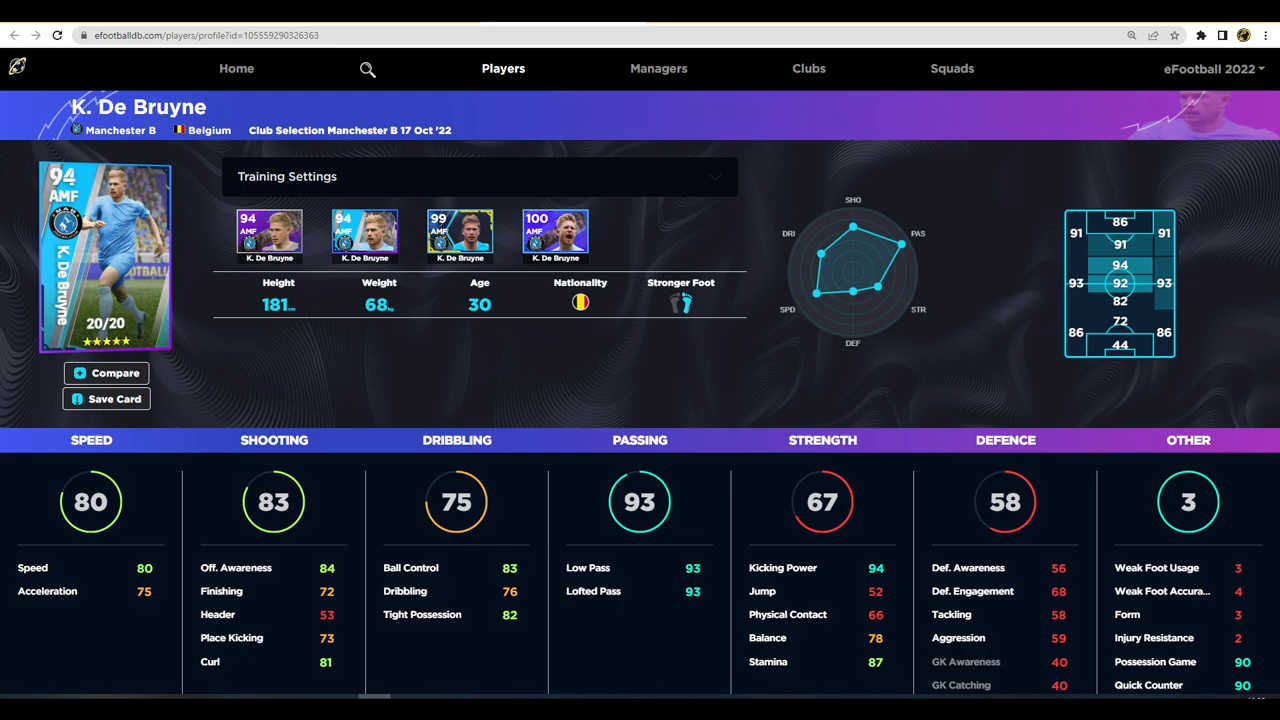 efootballdb.com/players/profile?id=105559290326363
Home Players Managers Clubs Squads eFootball 2022
K. De Bruyne
Manchester B Belgium Club Selection Manchester B 17 Oct '22
94
AMF
K. De Bruyne
20/20
Compare
Save Card
Training Settings
94 AMF K. De Bruyne
94 AMF K. De Bruyne
99 AMF K. De Bruyne
100 AMF K. De Bruyne
Height Weight Age Nationality Stronger Foot
181cm 68kg 30
SHO
DRI PAS
SPD STR
DEF
86
91 91
91
94
93 92 93
82
72
86 86
44
SPEED SHOOTING DRIBBLING PASSING STRENGTH DEFENCE OTHER
80 83 75 93 67 58 3
Speed 80
Acceleration 75
Off. Awareness 84
Finishing 72
Header 53
Place Kicking 73
Curl 81
Ball Control 83
Dribbling 76
Tight Possession 82
Low Pass 93
Lofted Pass 93
Kicking Power 94
Jump 52
Physical Contact 66
Balance 78
Stamina 87
Def. Awareness 56
Def. Engagement 68
Tackling 58
Aggression 59
GK Awareness 40
GK Catching 40
Weak Foot Usage 3
Weak Foot Accura... 4
Form 3
Injury Resistance 2
Possession Game 90
Quick Counter 90